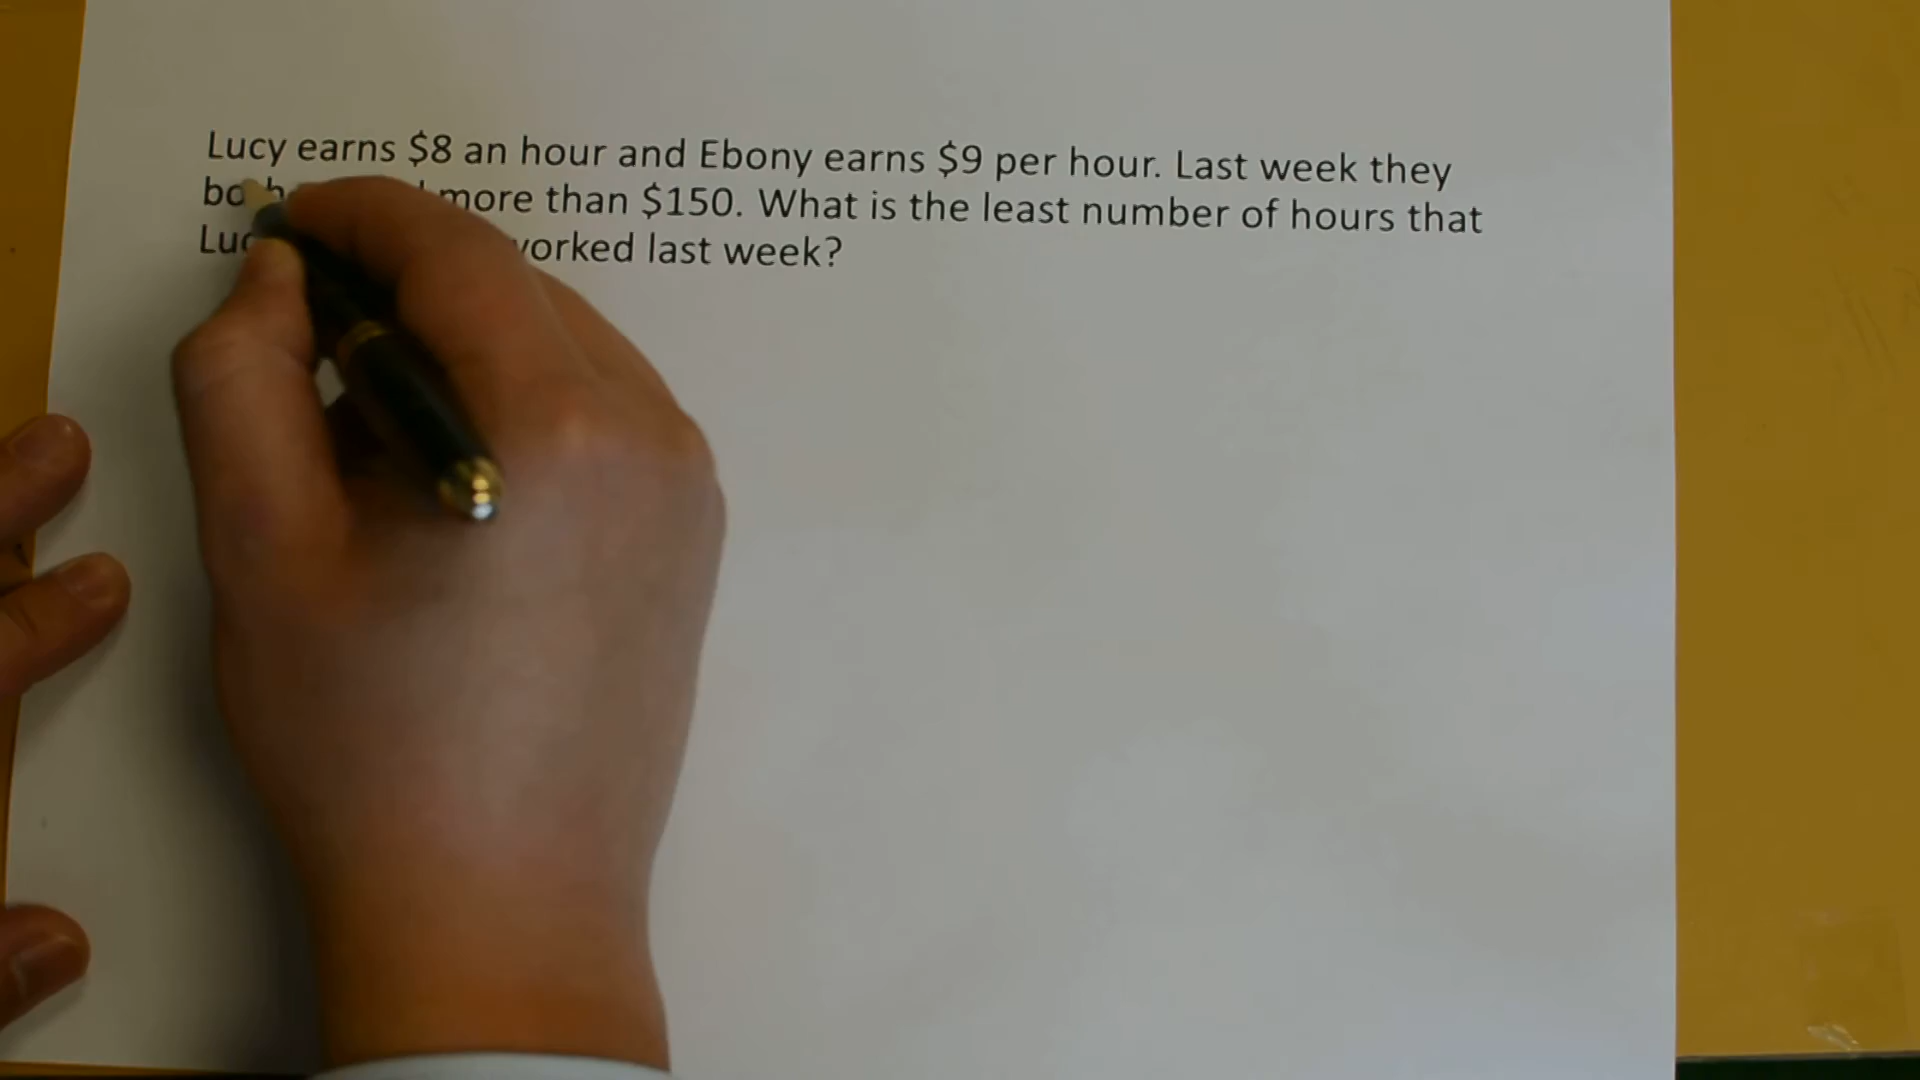 Lucy earns $8 an hour and Ebony earns $9 per hour. Last week they
more than $150. What is the least number of hours that
worked last week?